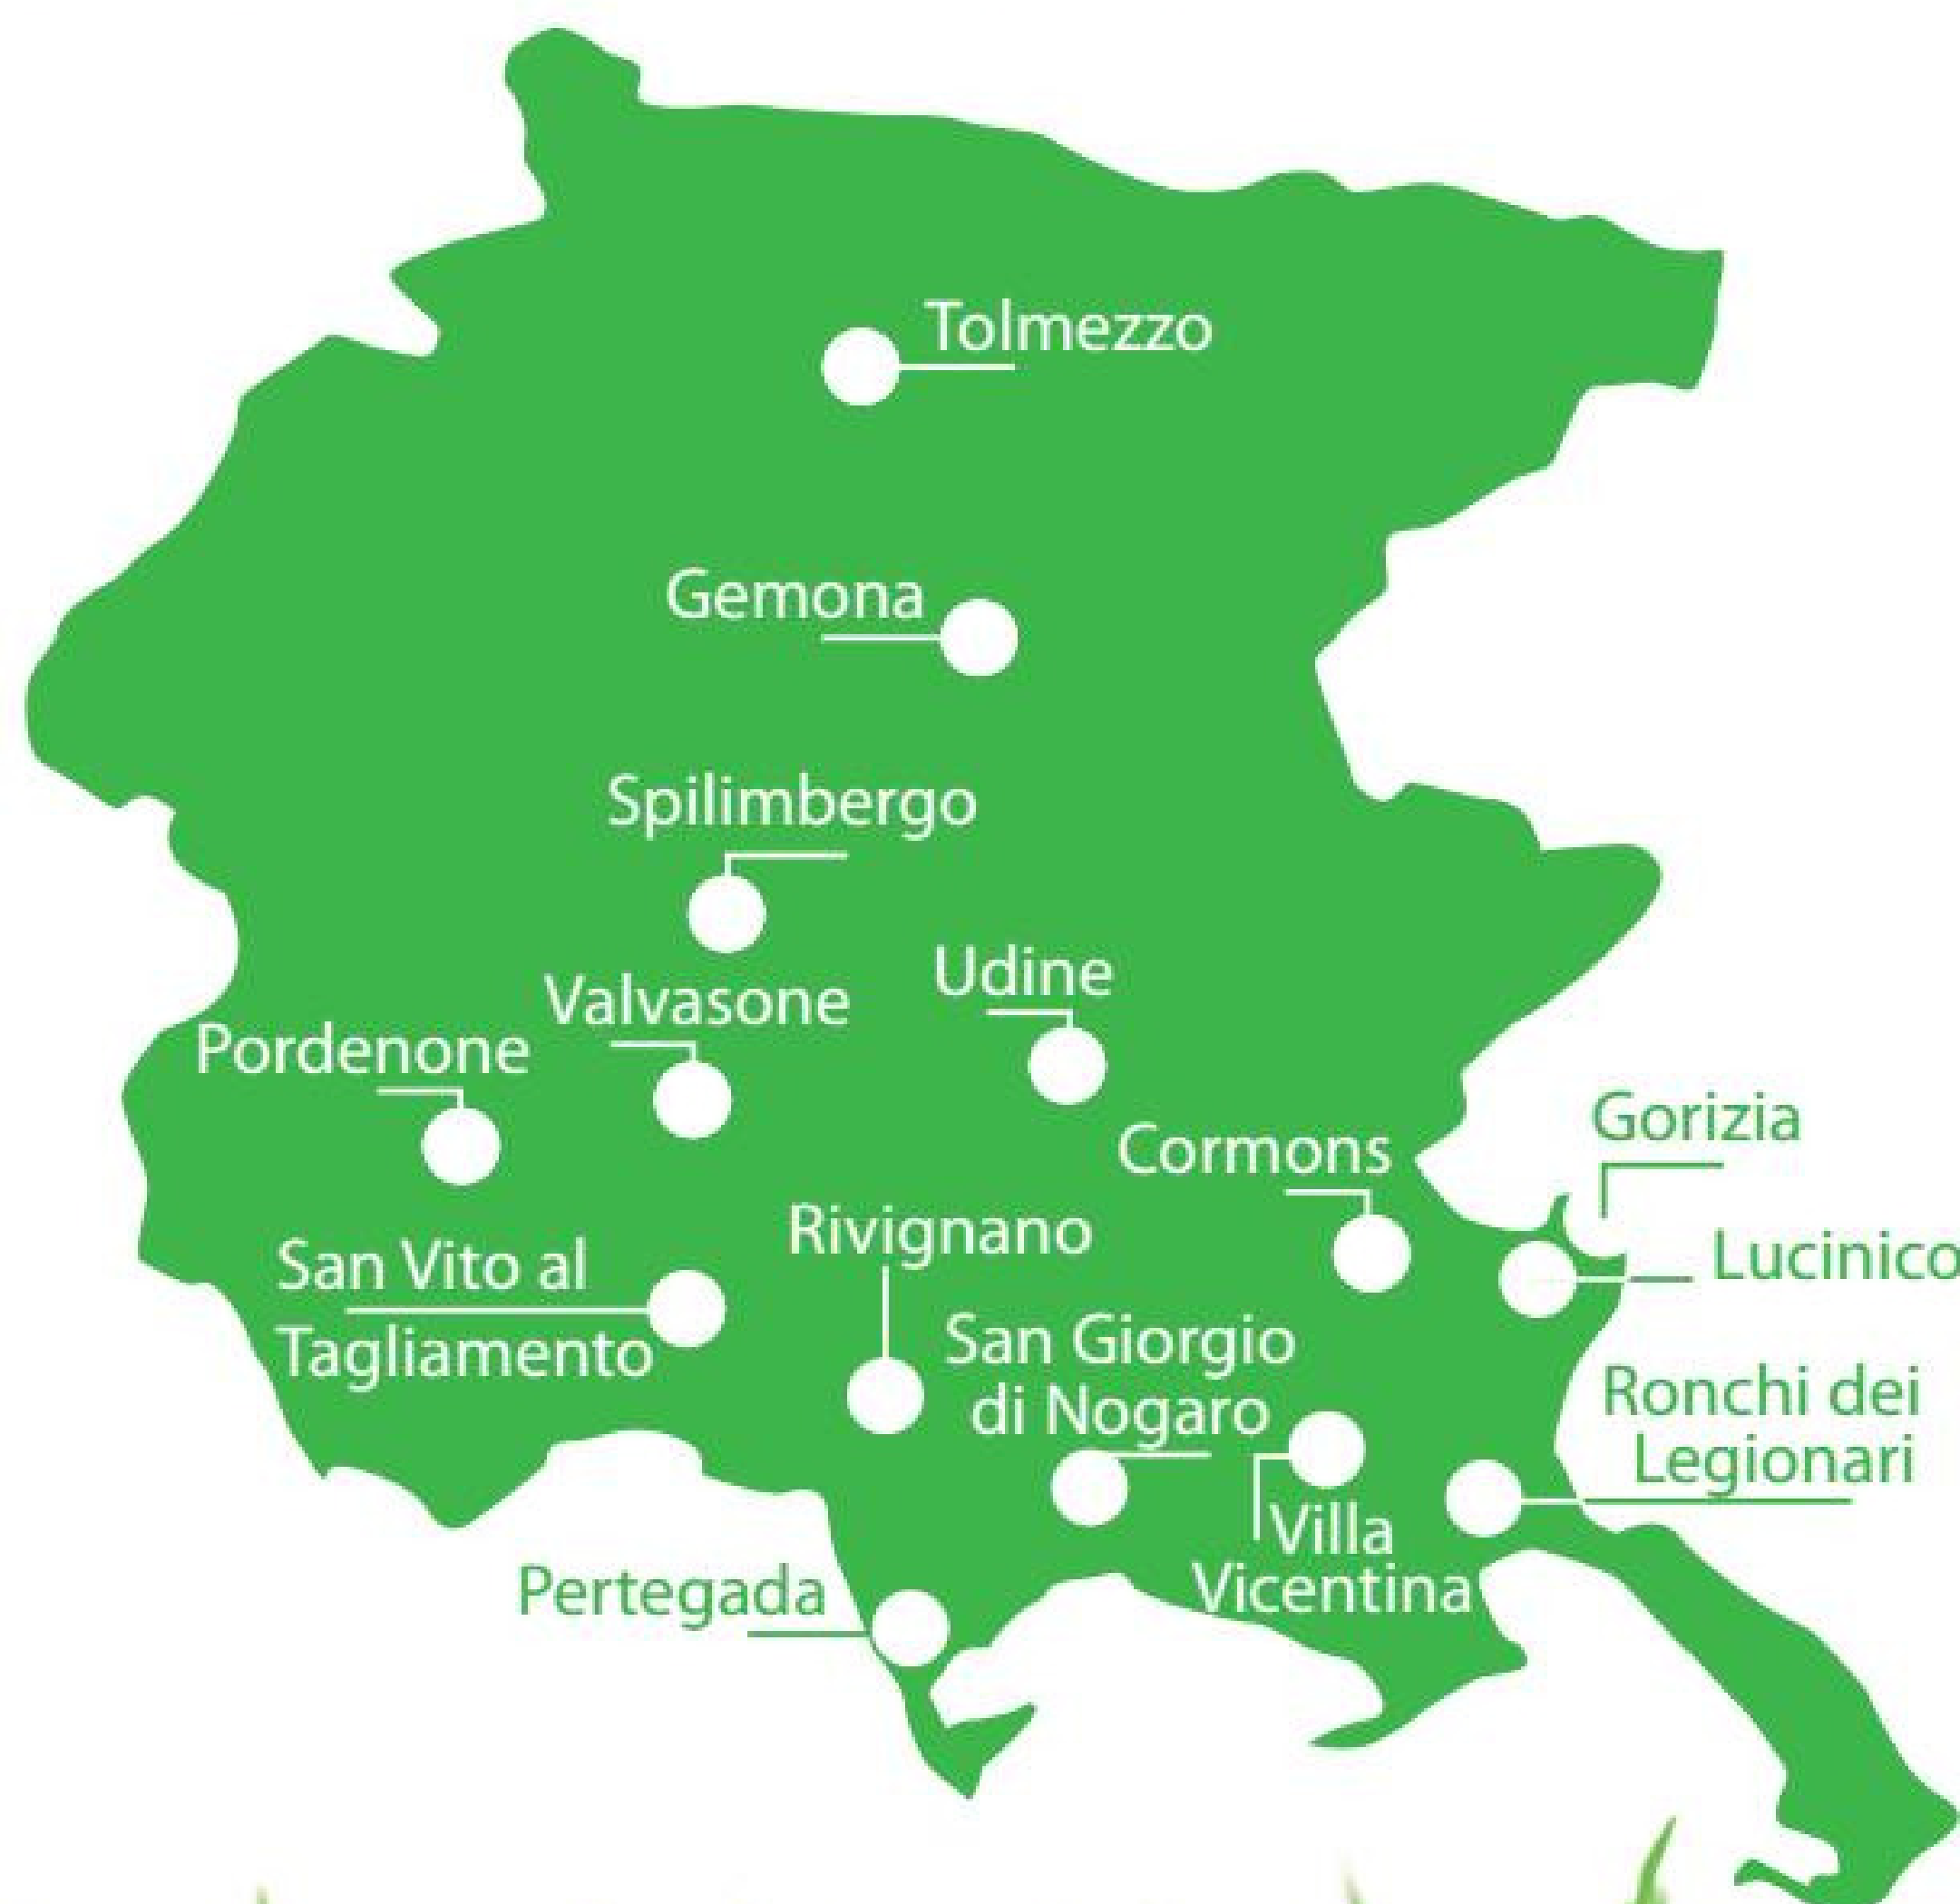 Tolmezzo
Gemona
Spilimbergo
Udine
Valvasone
Pordenone
Gorizia
Cormons
Rivignano
Lucinico
San Vito al
Tagliamento
San Giorgio
di Nogaro
Ronchi dei
Legionari
Villa
Vicentina
Pertegada